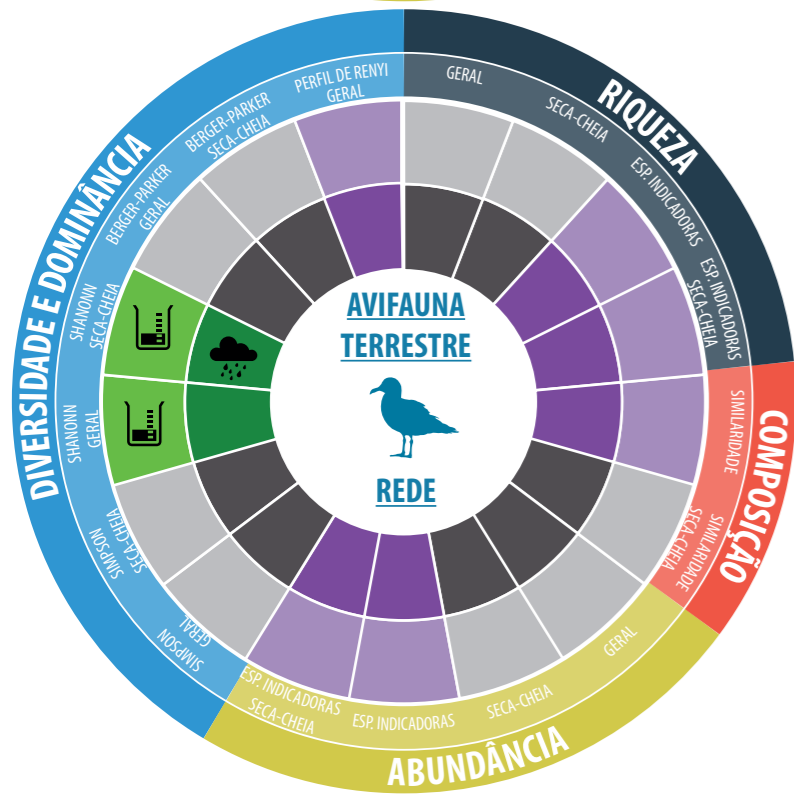 AVIFAUNA
TERRESTRE
REDE
RIQUEZA
GERAL
SECA-CHEIA
ESP. INDICADORAS
ESP. INDICADORAS
SECA-CHEIA
COMPOSIÇÃO
SIMILARIDADE
SIMILARIDADE
SECA-CHEIA
ABUNDÂNCIA
GERAL
SECA-CHEIA
ESP. INDICADORAS
ESP. INDICADORAS
SECA-CHEIA
DIVERSIDADE E DOMINÂNCIA
SIMPSON
GERAL
SIMPSON
SECA-CHEIA
SHANONN
GERAL
SHANONN
SECA-CHEIA
BERGER-PARKER
GERAL
BERGER-PARKER
SECA-CHEIA
PERFIL DE RENYI
GERAL